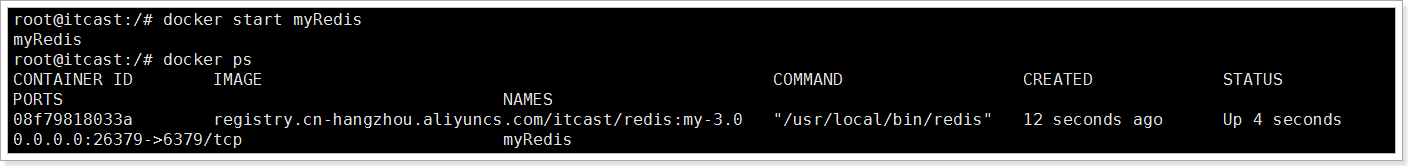 root@itcast:/# docker start myRedis
myRedis
root@itcast:/# docker ps
CONTAINER ID        IMAGE                                                   COMMAND                  CREATED             STATUS
PORTS                                            NAMES
08f79818033a        registry.cn-hangzhou.aliyuncs.com/itcast/redis:my-3.0   "/usr/local/bin/redis"   12 seconds ago      Up 4 seconds
0.0.0.0:26379->6379/tcp                          myRedis